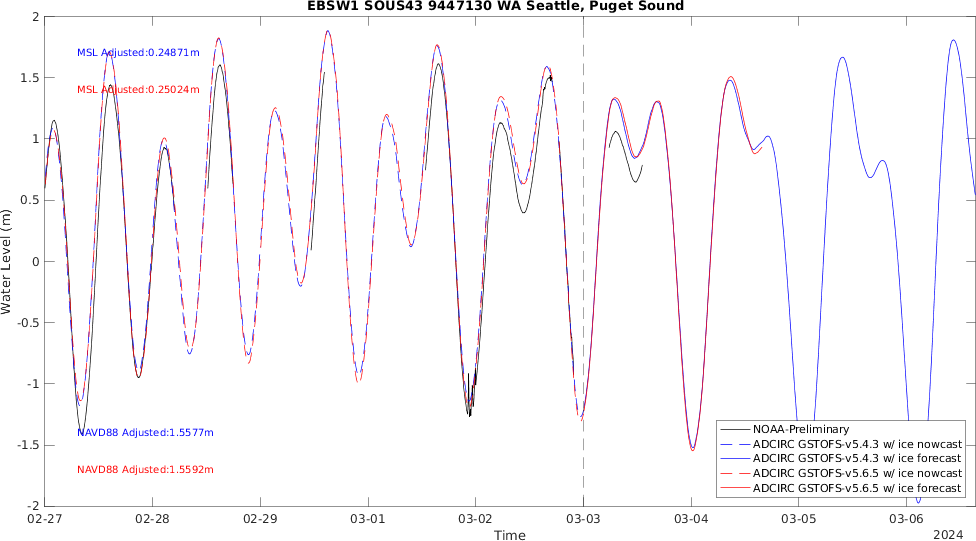 EBSW1 SOUS43 9447130 WA Seattle, Puget Sound
Water Level (m)
2
1.5
1
0.5
0
-0.5
-1
-1.5
-2
MSL Adjusted:0.24871m
MSL Adjusted:0.25024m
NAVD88 Adjusted:1.5577m
NAVD88 Adjusted:1.5592m
NOAA-Preliminary
ADCIRC GSTOFS-v5.4.3 w/ ice nowcast
ADCIRC GSTOFS-v5.4.3 w/ ice forecast
ADCIRC GSTOFS-v5.6.5 w/ ice nowcast
ADCIRC GSTOFS-v5.6.5 w/ ice forecast
02-27 02-28 02-29 03-01 03-02 03-03 03-04 03-05 03-06
Time
2024